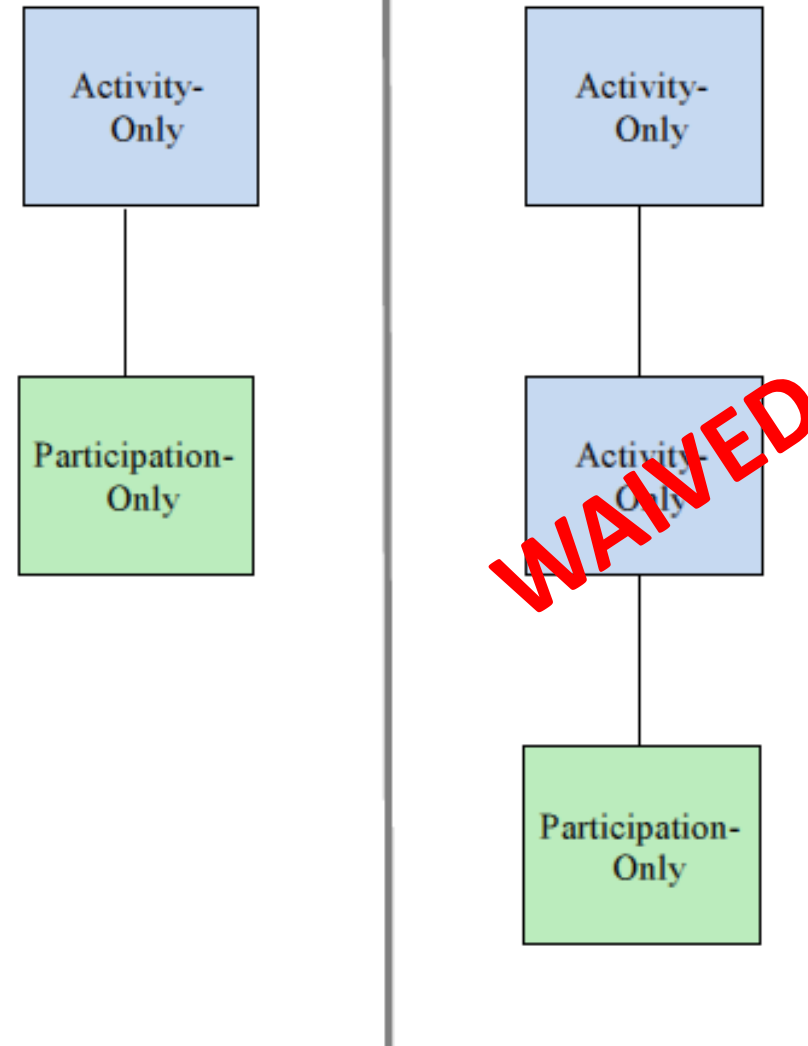 Activity-
Only
Participation-
Only
Activity-
Only
Activity-
Only
WAIVED
Participation-
Only